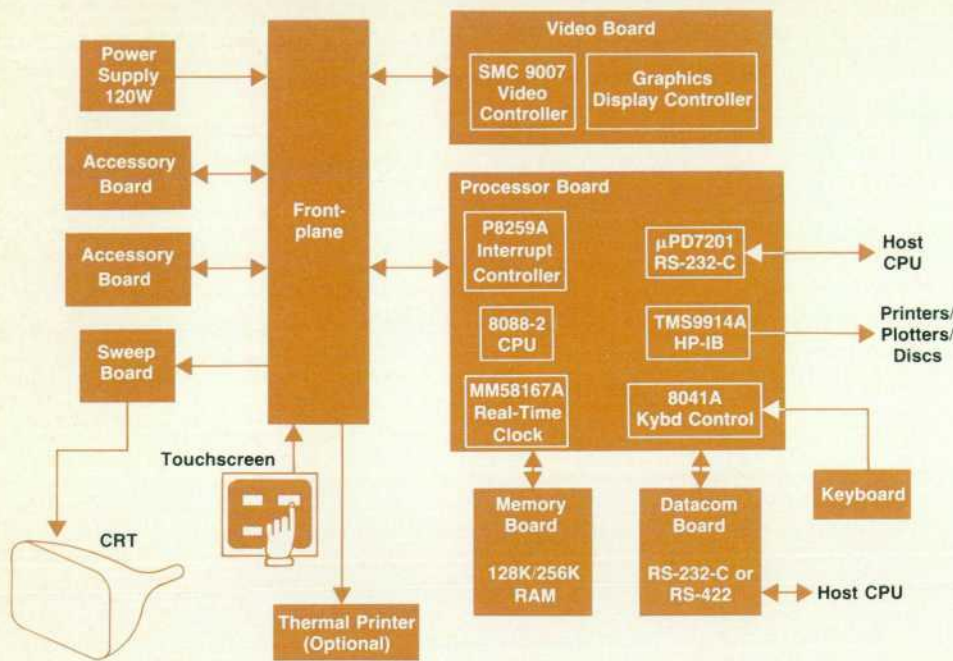 Power
Supply
120W
Accessory
Board
Accessory
Board
Sweep
Board
CRT
Touchscreen
Thermal Printer
(Optional)
Front-
plane
Video Board
SMC 9007
Video
Controller
Graphics
Display Controller
Processor Board
P8259A
Interrupt
Controller
8088-2
CPU
MM58167A
Real-Time
Clock
µPD7201
RS-232-C
TMS9914A
HP-IB
8041A
Kybd Control
Host
CPU
Printers/
Plotters/
Discs
Keyboard
Memory
Board
128K/256K
RAM
Datacom
Board
RS-232-C or
RS-422
Host CPU